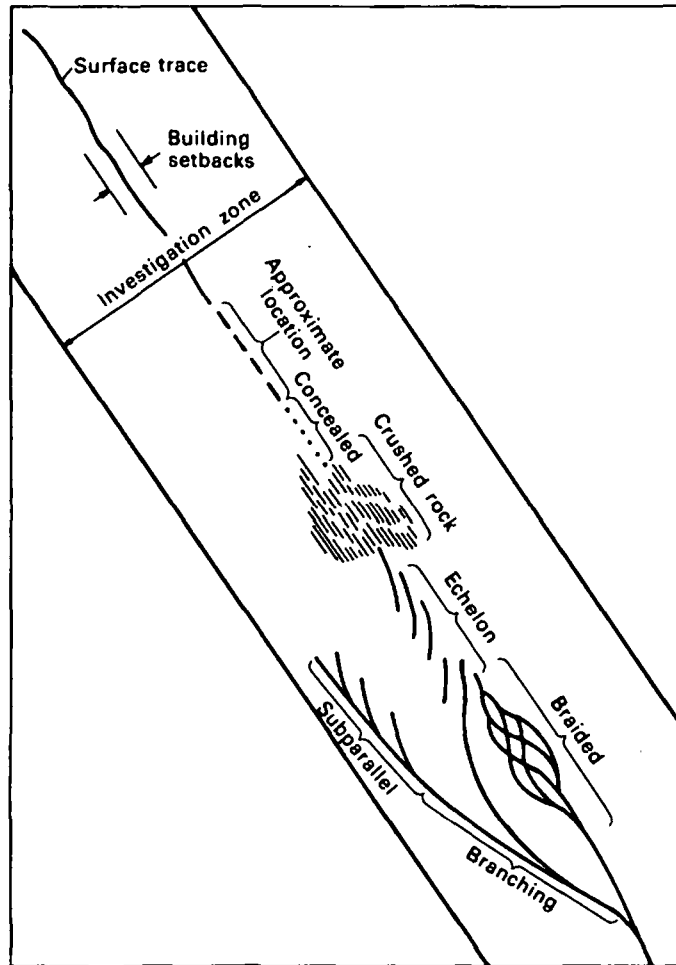 Surface trace
Building
setbacks
Investigation zone
Approximate
location
Concealed
Crushed rock
Echelon
Braided
Subparallel
Branching